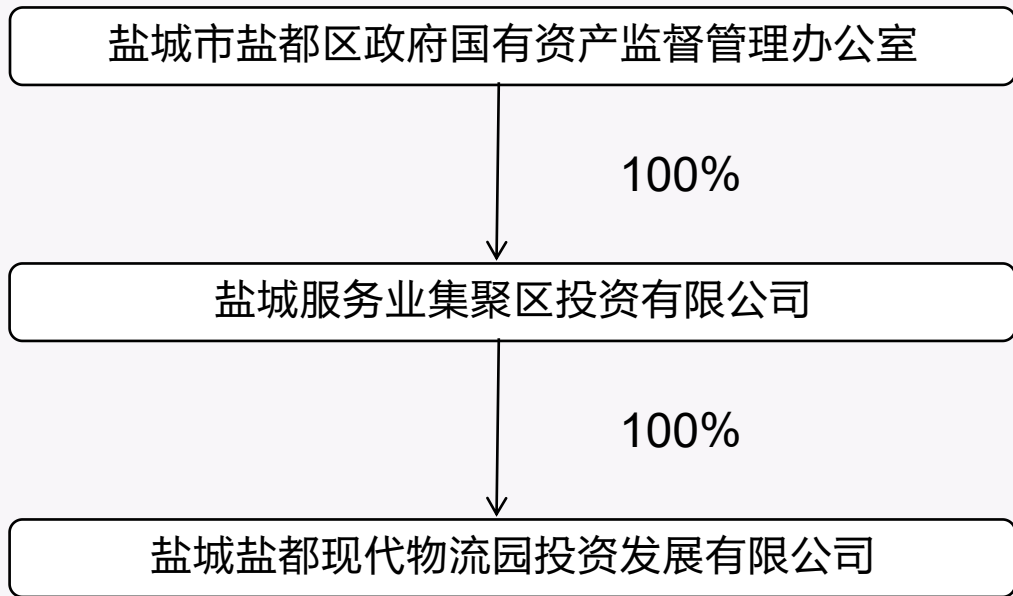 盐城市盐都区政府国有资产监督管理办公室
100%
盐城服务业集聚区投资有限公司
100%
盐城盐都现代物流园投资发展有限公司